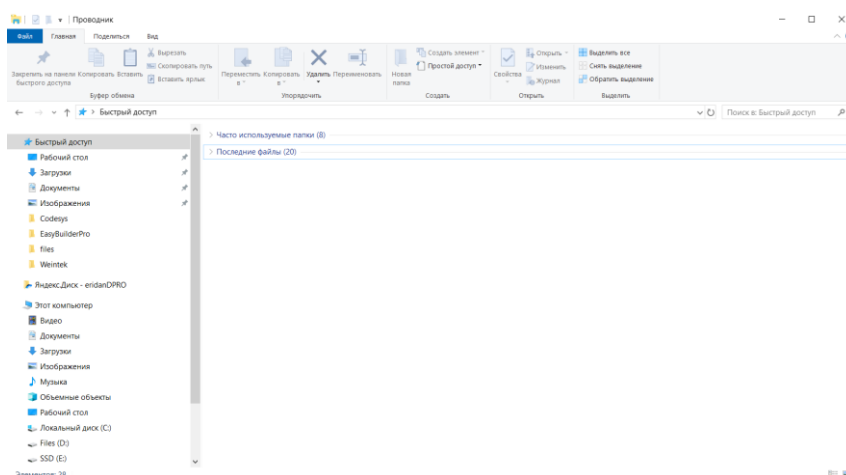 Проводник
Файл Главная Поделиться Вид
Закрепить на панели быстрого доступа
Копировать
Вставить
Вырезать
Скопировать путь
Вставить ярлык
Буфер обмена
Переместить в
Копировать в
Удалить
Переименовать
Упорядочить
Новая папка
Создать элемент
Простой доступ
Создать
Свойства
Открыть
Изменить
Журнал
Открыть
Выделить все
Снять выделение
Обратить выделение
Выделить
Быстрый доступ
Поиск в: Быстрый доступ
Быстрый доступ
Рабочий стол
Загрузки
Документы
Изображения
Codesys
EasyBuilderPro
files
Weintek
Яндекс.Диск - eridanDPRO
Этот компьютер
Видео
Документы
Загрузки
Изображения
Музыка
Объемные объекты
Рабочий стол
Локальный диск (C:)
Files (D:)
SSD (E:)
Часто используемые папки (8)
Последние файлы (20)
Элементов: 28